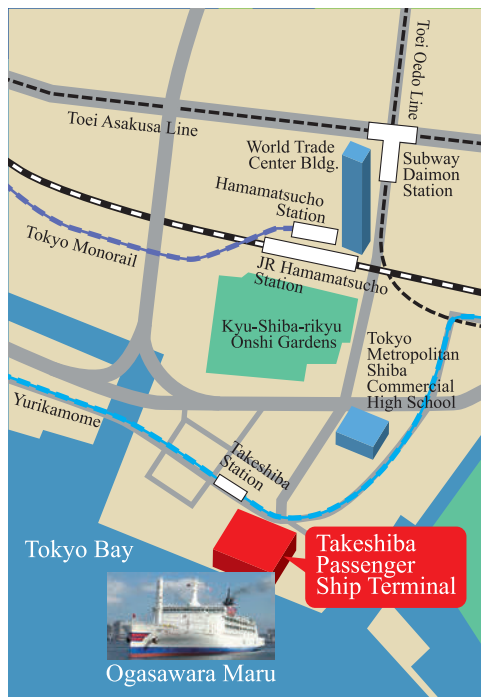 Toei Oedo Line
Toei Asakusa Line
World Trade
Center Bldg.
Subway
Daimon
Station
Hamamatsucho
Station
Tokyo Monorail
JR Hamamatsucho
Station
Kyu-Shiba-rikyu
Onshi Gardens
Tokyo
Metropolitan
Shiba
Commercial
High School
Yurikamome
Takeshiba
Station
Takeshiba
Passenger
Ship Terminal
Tokyo Bay
Ogasawara Maru